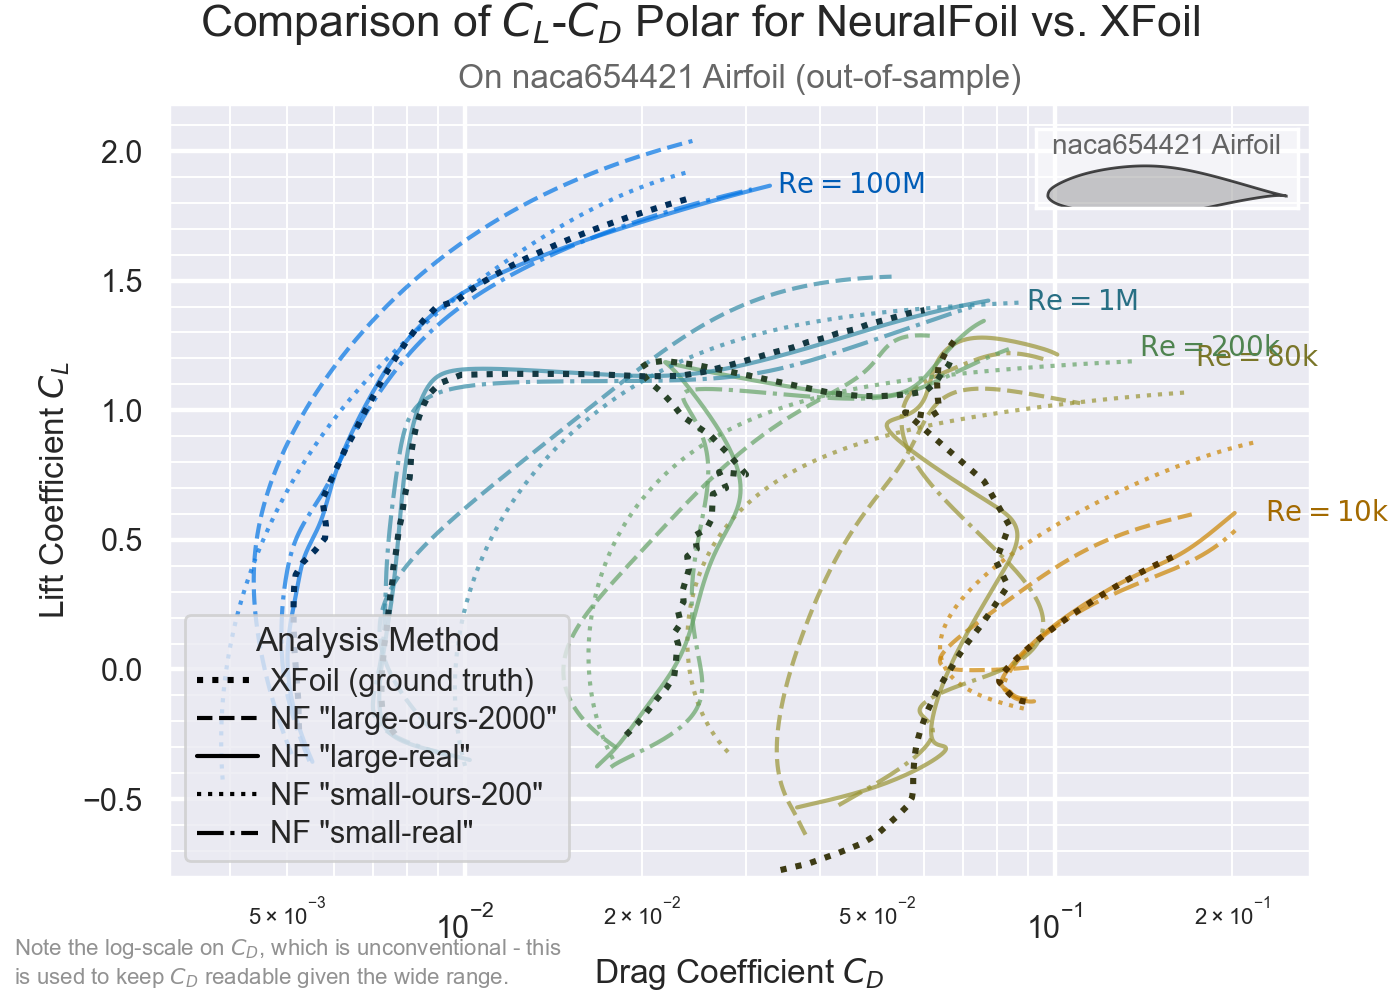 Comparison of C_L-C_D Polar for NeuralFoil vs. XFoil
On naca654421 Airfoil (out-of-sample)
naca654421 Airfoil
Re = 100M
Re = 1M
Re = 200k
Re = 80k
Re = 10k
Lift Coefficient C_L
2.0
1.5
1.0
0.5
0.0
−0.5
Analysis Method
XFoil (ground truth)
NF "large-ours-2000"
NF "large-real"
NF "small-ours-200"
NF "small-real"
5 × 10⁻³
10⁻²
2 × 10⁻²
5 × 10⁻²
10⁻¹
2 × 10⁻¹
Drag Coefficient C_D
Note the log-scale on C_D, which is unconventional - this
is used to keep C_D readable given the wide range.